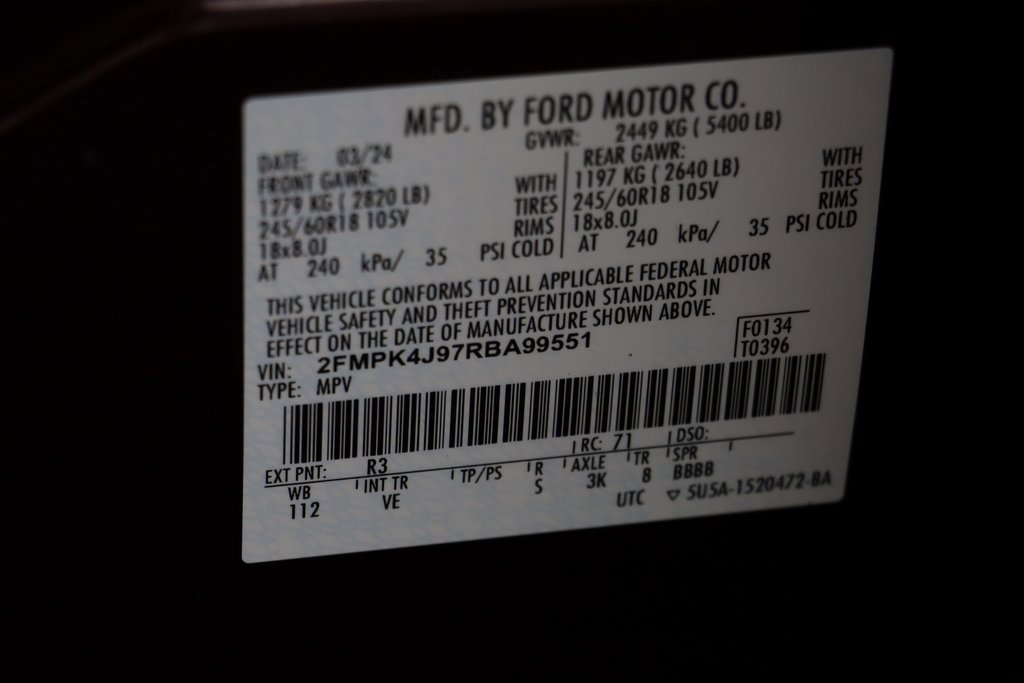 MFD. BY FORD MOTOR CO.
DATE: 03/24 GVWR: 2449 KG ( 5400 LB)
FRONT GAWR: REAR GAWR:
1279 KG ( 2820 LB) WITH 1197 KG ( 2640 LB) WITH
245/60R18 105V TIRES 245/60R18 105V TIRES
18x8.0J RIMS 18x8.0J RIMS
AT 240 kPa/ 35 PSI COLD AT 240 kPa/ 35 PSI COLD
THIS VEHICLE CONFORMS TO ALL APPLICABLE FEDERAL MOTOR
VEHICLE SAFETY AND THEFT PREVENTION STANDARDS IN
EFFECT ON THE DATE OF MANUFACTURE SHOWN ABOVE.
VIN: 2FMPK4J97RBA99551 F0134
TYPE: MPV T0396
EXT PNT: R3 RC: 71 DSO:
WB INT TR TP/PS R AXLE TR SPR
112 VE S 3K 8 BBBB
UTC ▽ 5U5A-1520472-BA